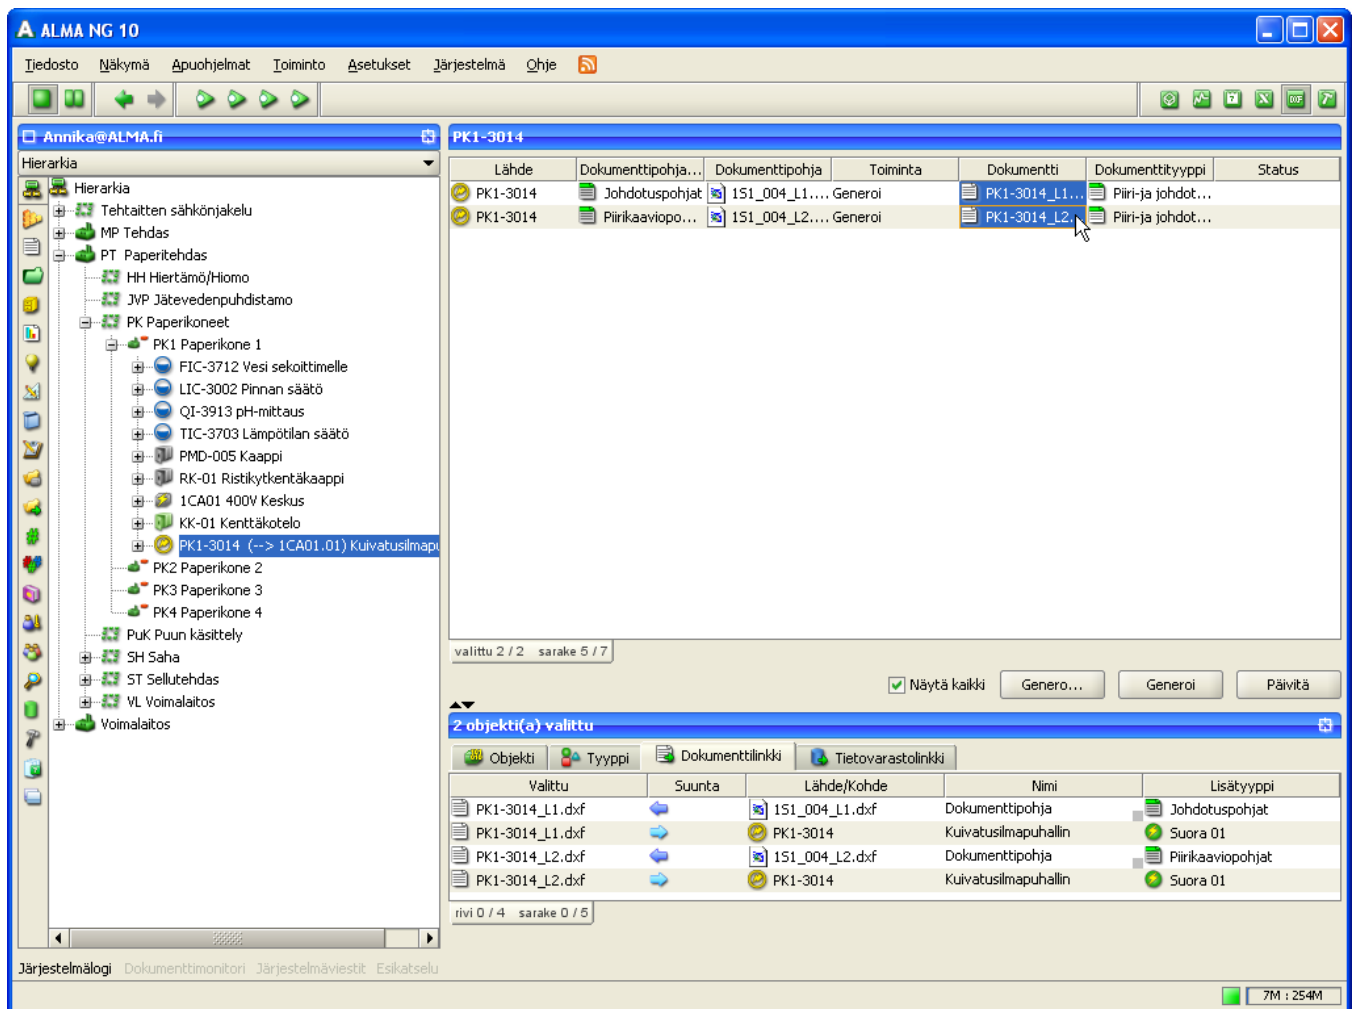 ALMA NG 10
Tiedosto Näkymä Apuohjelmat Toiminto Asetukset Järjestelmä Ohje
Annika@ALMA.fi
Hierarkia
Hierarkia
Tehtaitten sähkönjakelu
MP Tehdas
PT Paperitehdas
HH Hiertämö/Hiomo
JVP Jätevedenpuhdistamo
PK Paperikoneet
PK1 Paperikone 1
FIC-3712 Vesi sekoittimelle
LIC-3002 Pinnan säätö
QI-3913 pH-mittaus
TIC-3703 Lämpötilan säätö
PMD-005 Kaappi
RK-01 Ristikytkentäkaappi
1CA01 400V Keskus
KK-01 Kenttäkotelo
PK1-3014 (--> 1CA01.01) Kuivatusilmapu
PK2 Paperikone 2
PK3 Paperikone 3
PK4 Paperikone 4
PuK Puun käsittely
SH Saha
ST Sellutehdas
VL Voimalaitos
Voimalaitos
PK1-3014
Lähde Dokumenttipohja... Dokumenttipohja Toiminta Dokumentti Dokumenttityyppi Status
PK1-3014 Johdotuspohjat 1S1_004_L1.... Generoi PK1-3014_L1... Piiri-ja johdot...
PK1-3014 Piirikaaviopo... 1S1_004_L2.... Generoi PK1-3014_L2... Piiri-ja johdot...
valittu 2 / 2 sarake 5 / 7
Näytä kaikki Genero... Generoi Päivitä
2 objekti(a) valittu
Objekti Tyyppi Dokumenttilinkki Tietovarastolinkki
Valittu Suunta Lähde/Kohde Nimi Lisätyyppi
PK1-3014_L1.dxf 1S1_004_L1.dxf Dokumenttipohja Johdotuspohjat
PK1-3014_L1.dxf PK1-3014 Kuivatusilmapuhallin Suora 01
PK1-3014_L2.dxf 1S1_004_L2.dxf Dokumenttipohja Piirikaaviopohjat
PK1-3014_L2.dxf PK1-3014 Kuivatusilmapuhallin Suora 01
rivi 0 / 4 sarake 0 / 5
Järjestelmälogi Dokumenttimonitori Järjestelmäviestit Esikatselu
7M : 254M